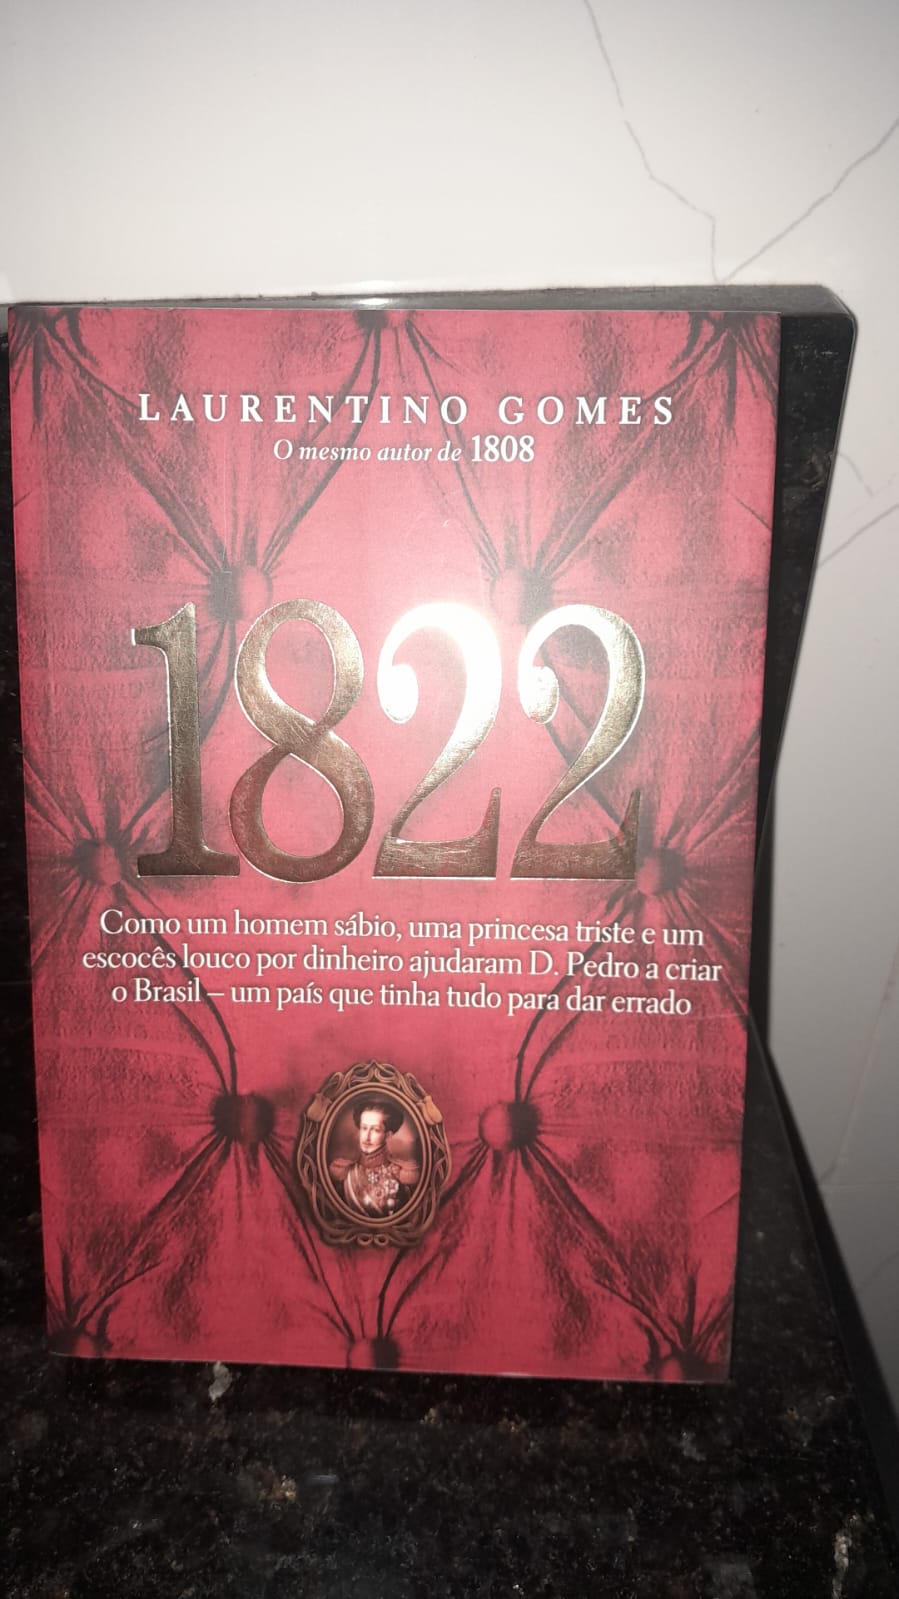 LAURENTINO GOMES
O mesmo autor de 1808
1822
Como um homem sábio, uma princesa triste e um
escocês louco por dinheiro ajudaram D. Pedro a criar
o Brasil – um país que tinha tudo para dar errado